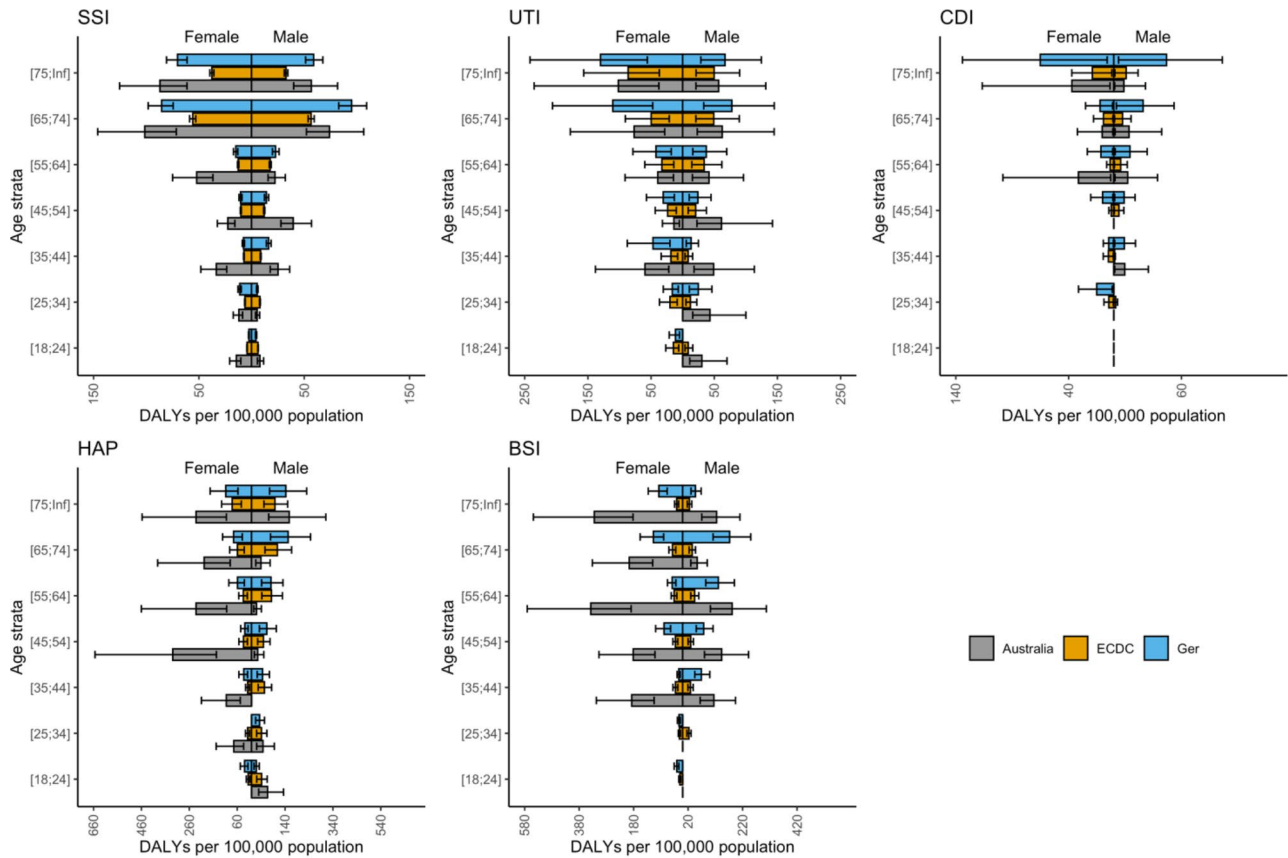 SSI
Female Male
Age strata
[75;Inf]
[65;74]
[55;64]
[45;54]
[35;44]
[25;34]
[18;24]
150 50 50 150
DALYs per 100,000 population
UTI
Female Male
Age strata
[75;Inf]
[65;74]
[55;64]
[45;54]
[35;44]
[25;34]
[18;24]
250 150 50 50 150 250
DALYs per 100,000 population
CDI
Female Male
Age strata
[75;Inf]
[65;74]
[55;64]
[45;54]
[35;44]
[25;34]
[18;24]
140 40 60
DALYs per 100,000 population
HAP
Female Male
Age strata
[75;Inf]
[65;74]
[55;64]
[45;54]
[35;44]
[25;34]
[18;24]
660 460 260 60 140 340 540
DALYs per 100,000 population
BSI
Female Male
Age strata
[75;Inf]
[65;74]
[55;64]
[45;54]
[35;44]
[25;34]
[18;24]
580 380 180 20 220 420
DALYs per 100,000 population
Australia ECDC Ger